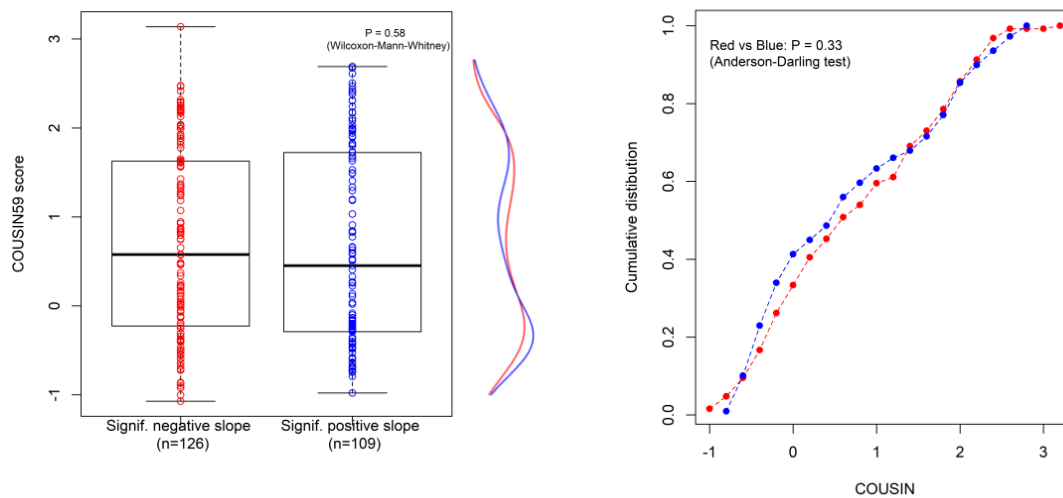 COUSIN59 score
3
2
1
0
-1
P = 0.58
(Wilcoxon-Mann-Whitney)
Signif. negative slope
(n=126)
Signif. positive slope
(n=109)
Cumulative distibution
1.0
0.8
0.6
0.4
0.2
0.0
Red vs Blue: P = 0.33
(Anderson-Darling test)
-1
0
1
2
3
COUSIN